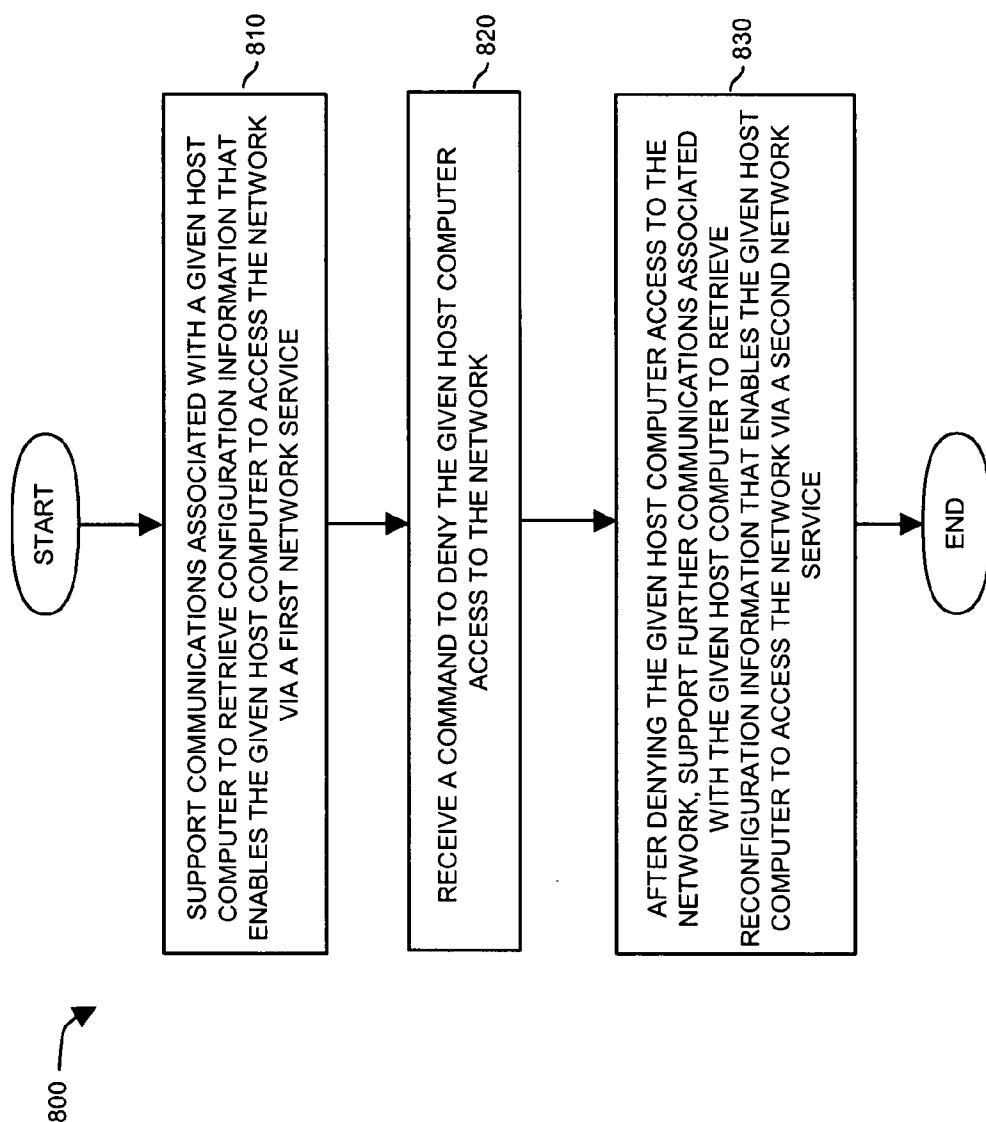 800
START
SUPPORT COMMUNICATIONS ASSOCIATED WITH A GIVEN HOST
COMPUTER TO RETRIEVE CONFIGURATION INFORMATION THAT
ENABLES THE GIVEN HOST COMPUTER TO ACCESS THE NETWORK
VIA A FIRST NETWORK SERVICE
810
RECEIVE A COMMAND TO DENY THE GIVEN HOST COMPUTER
ACCESS TO THE NETWORK
820
AFTER DENYING THE GIVEN HOST COMPUTER ACCESS TO THE
NETWORK, SUPPORT FURTHER COMMUNICATIONS ASSOCIATED
WITH THE GIVEN HOST COMPUTER TO RETRIEVE
RECONFIGURATION INFORMATION THAT ENABLES THE GIVEN HOST
COMPUTER TO ACCESS THE NETWORK VIA A SECOND NETWORK
SERVICE
830
END